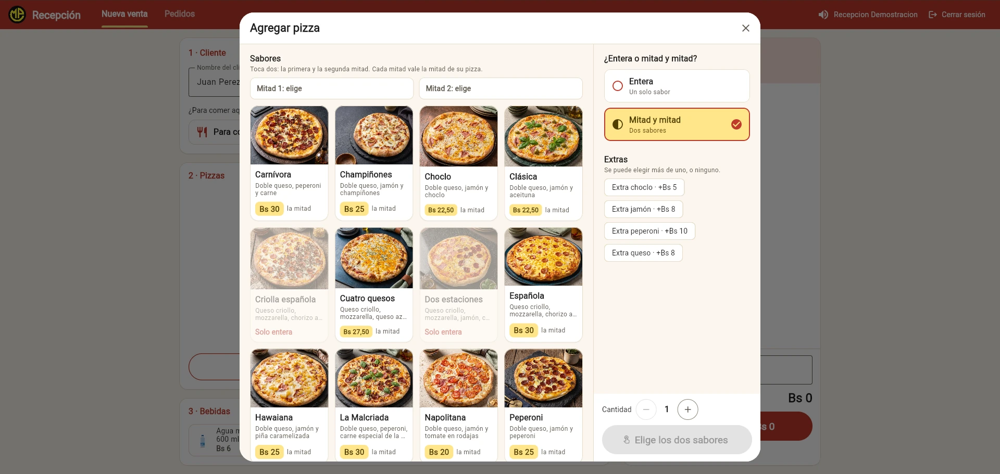 MP
Recepción
Nueva venta
Pedidos
Recepcion Demostracion
Cerrar sesión
1 · Cliente
Nombre del cli
Juan Perez
¿Para comer aq
Para co
2 · Pizzas
3 · Bebidas
Agua m
600 ml
Bs 6
Agregar pizza
Sabores
Toca dos: la primera y la segunda mitad. Cada mitad vale la mitad de su pizza.
Mitad 1: elige
Mitad 2: elige
Carnívora
Doble queso, peperoni
y carne
Bs 30 la mitad
Champiñones
Doble queso, jamón y
champiñones
Bs 25 la mitad
Choclo
Doble queso, jamón y
choclo
Bs 22,50 la mitad
Clásica
Doble queso, jamón y
aceituna
Bs 22,50 la mitad
Criolla española
Queso criollo,
mozzarella, chorizo a...
Solo entera
Cuatro quesos
Queso criollo,
mozzarella, queso az...
Bs 27,50 la mitad
Dos estaciones
Queso criollo,
mozzarella, jamón, c...
Solo entera
Española
Queso criollo,
mozzarella, chorizo a...
Bs 30 la mitad
Hawaiana
Doble queso, jamón y
piña caramelizada
Bs 25 la mitad
La Malcriada
Doble queso, peperoni,
carne especial de la ...
Bs 30 la mitad
Napolitana
Doble queso, jamón y
tomate en rodajas
Bs 20 la mitad
Peperoni
Doble queso, jamón y
peperoni
Bs 25 la mitad
¿Entera o mitad y mitad?
Entera
Un solo sabor
Mitad y mitad
Dos sabores
Extras
Se puede elegir más de uno, o ninguno.
Extra choclo · +Bs 5
Extra jamón · +Bs 8
Extra peperoni · +Bs 10
Extra queso · +Bs 8
Cantidad
1
Elige los dos sabores
Bs 0
Bs 0